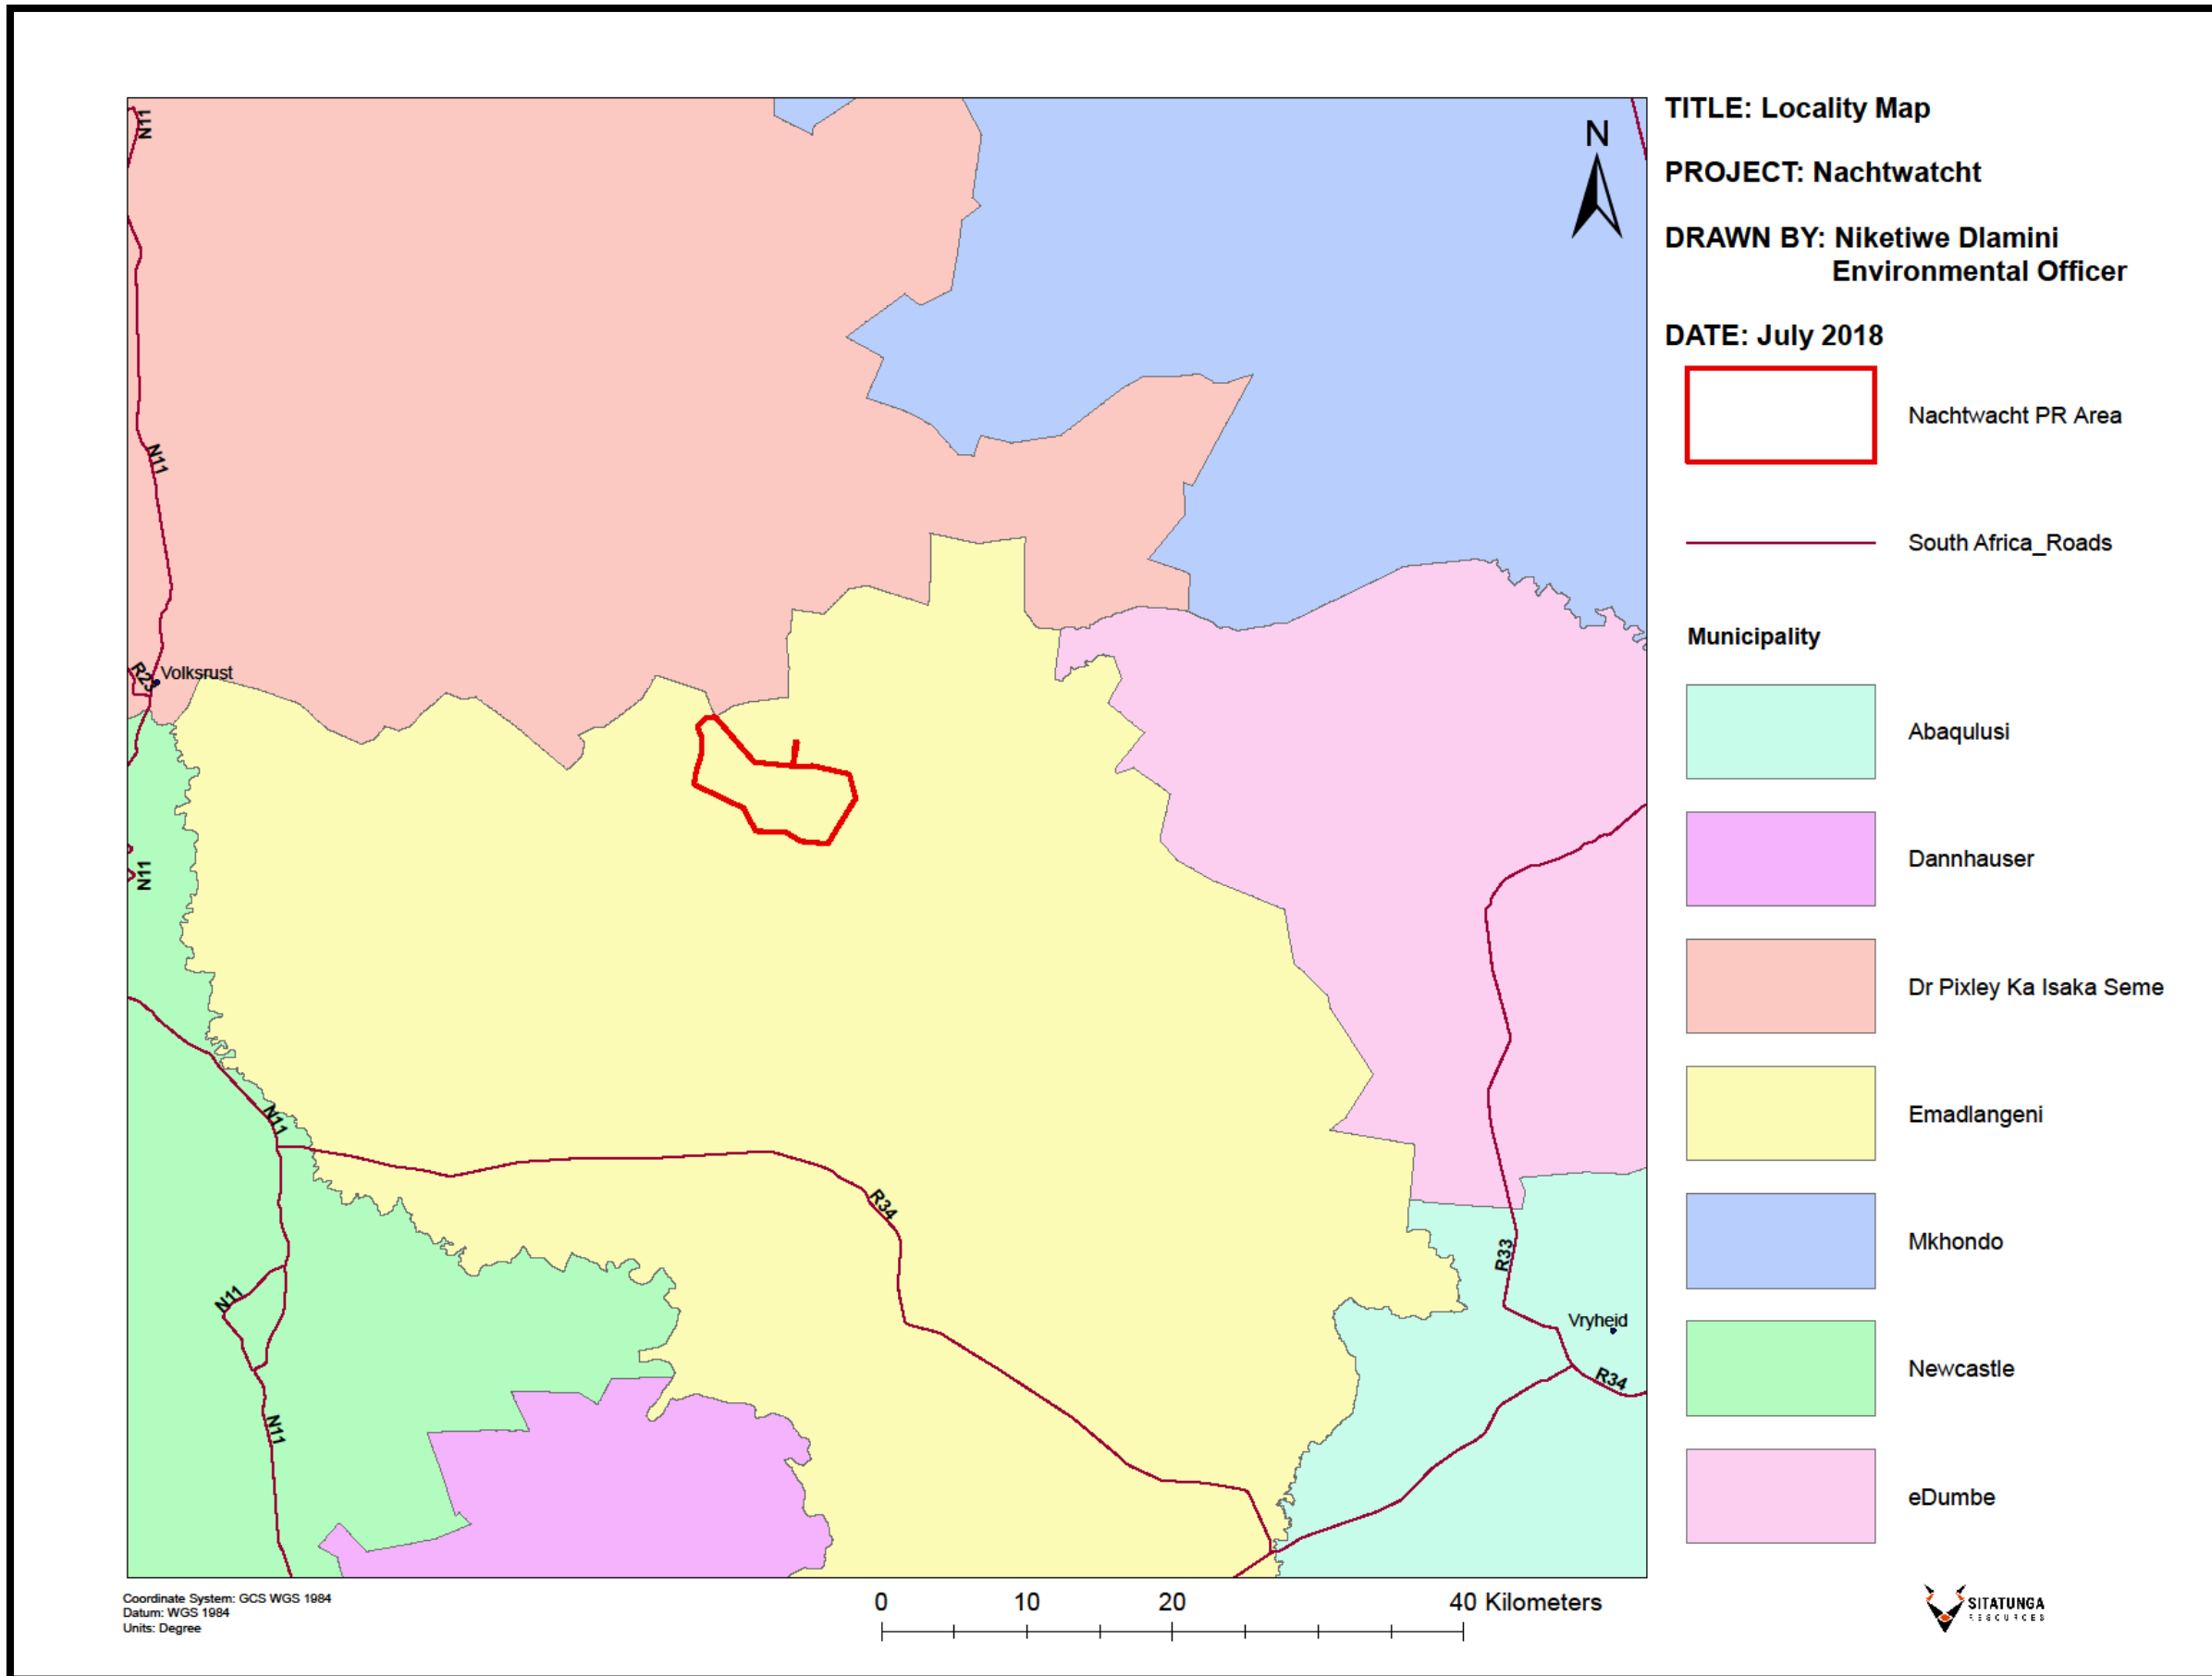 TITLE: Locality Map
PROJECT: Nachtwatcht
DRAWN BY: Niketiwe Dlamini
Environmental Officer
DATE: July 2018
Nachtwacht PR Area
South Africa_Roads
Municipality
Abaqulusi
Dannhauser
Dr Pixley Ka Isaka Seme
Emadlangeni
Mkhondo
Newcastle
eDumbe
N
N11
N11
R23
Volksrust
N11
N11
R34
R33
N11
Vryheid
R34
N11
Coordinate System: GCS WGS 1984
Datum: WGS 1984
Units: Degree
0 10 20 40 Kilometers
SITATUNGA
RESOURCES